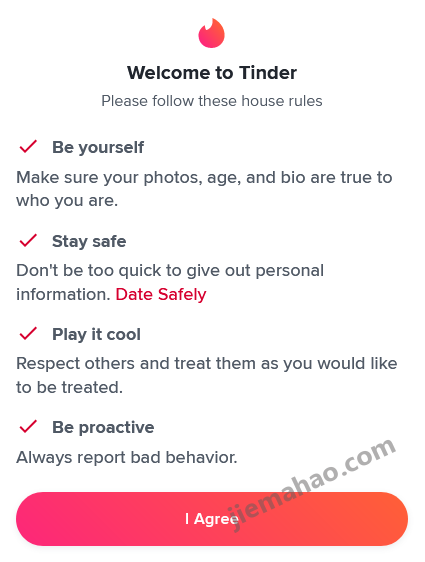 Welcome to Tinder
Please follow these house rules
Be yourself
Make sure your photos, age, and bio are true to
who you are.
Stay safe
Don't be too quick to give out personal
information. Date Safely
Play it cool
Respect others and treat them as you would like
to be treated.
Be proactive
Always report bad behavior.
I Agree
jiemahao.com